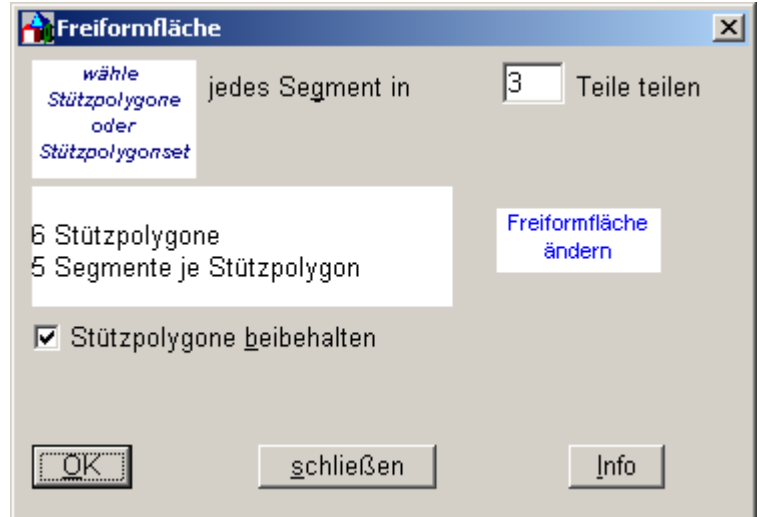 Freiformfläche
wähle
Stützpolygone
oder
Stützpolygonset
jedes Segment in 3 Teile teilen
6 Stützpolygone
5 Segmente je Stützpolygon
Freiformfläche
ändern
Stützpolygone beibehalten
OK schließen Info